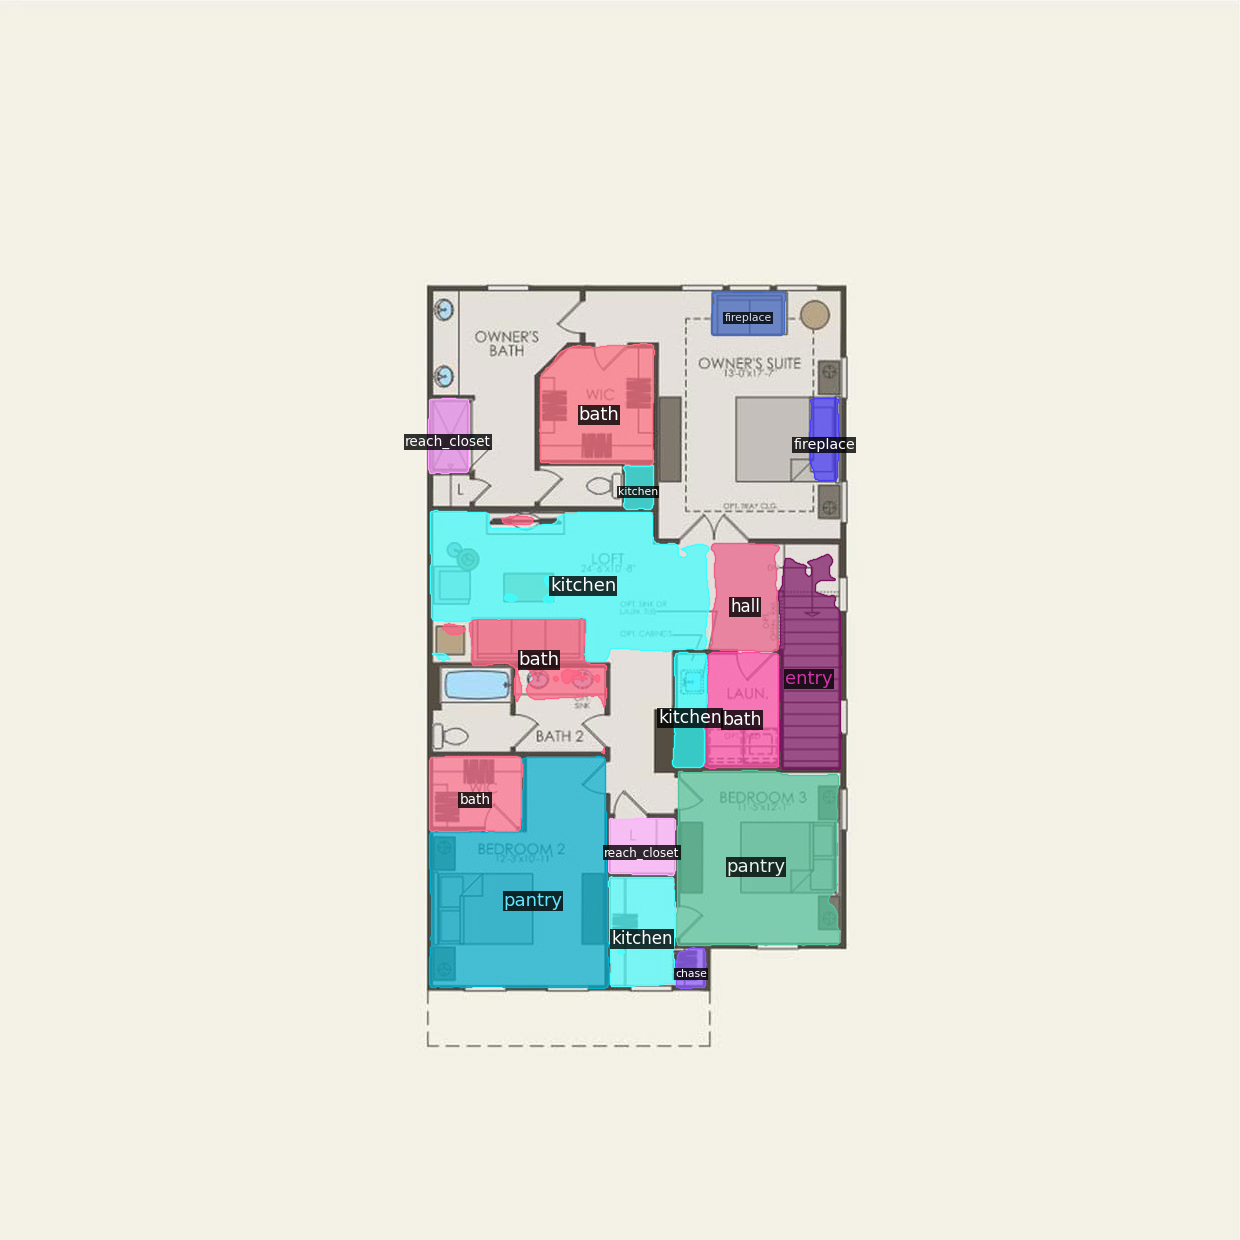 fireplace
OWNER'S
BATH
OWNER'S SUITE
13'-0"x17'-7"
WIC
bath
reach_closet
fireplace
L
kitchen
OPT. TRAY CLG.
LOFT
24'-6"x10'-8"
kitchen
OPT. SINK OR
LAUN. TUB
hall
OPT. CABINETS
bath
entry
LAUN.
OPT.
SINK
kitchen
bath
BATH 2
WIC
bath
BEDROOM 3
11'-5"x12'-1"
L
BEDROOM 2
12'-3"x10'-11"
reach_closet
pantry
pantry
kitchen
chase